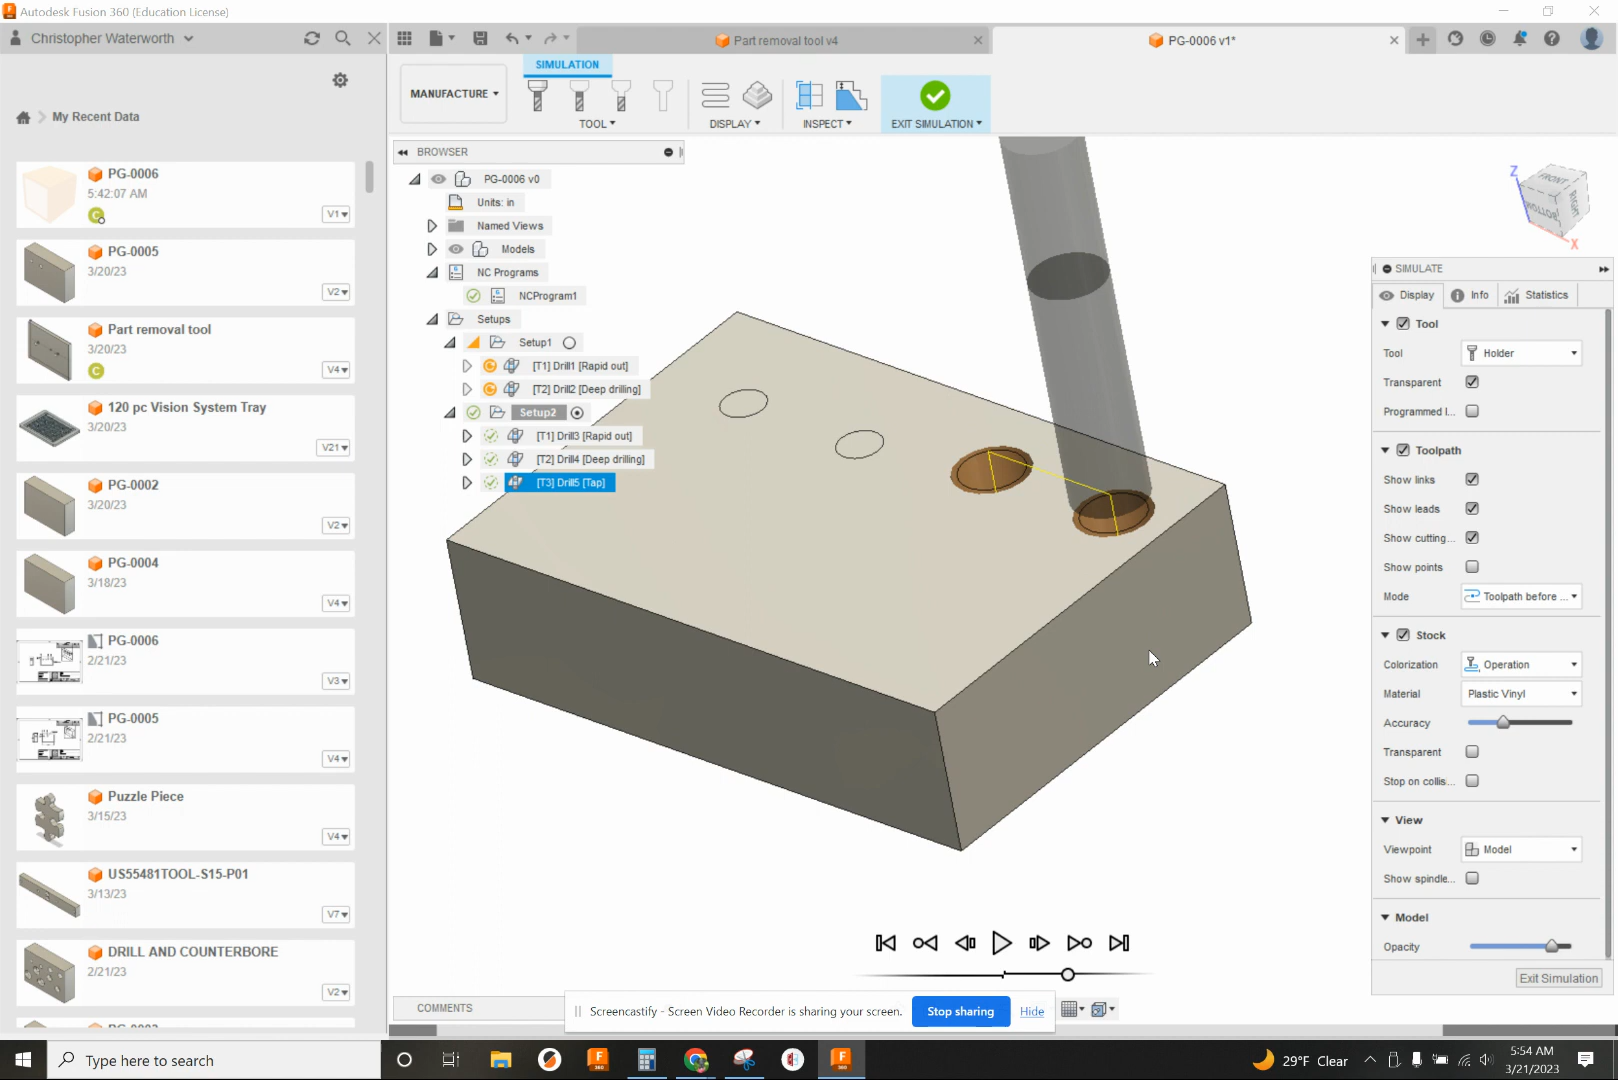 Autodesk Fusion 360 (Education License)
Christopher Waterworth
Part removal tool v4
PG-0006 v1*
My Recent Data
PG-0006
5:42:07 AM
V1
PG-0005
3/20/23
V2
Part removal tool
3/20/23
V4
120 pc Vision System Tray
3/20/23
V21
PG-0002
3/20/23
V2
PG-0004
3/18/23
V4
PG-0006
2/21/23
V3
PG-0005
2/21/23
V4
Puzzle Piece
3/15/23
V4
US55481TOOL-S15-P01
3/13/23
V7
DRILL AND COUNTERBORE
2/21/23
V2
MANUFACTURE
SIMULATION
TOOL
DISPLAY
INSPECT
EXIT SIMULATION
BROWSER
PG-0006 v0
Units: in
Named Views
Models
NC Programs
NCProgram1
Setups
Setup1
[T1] Drill1 [Rapid out]
[T2] Drill2 [Deep drilling]
Setup2
[T1] Drill3 [Rapid out]
[T2] Drill4 [Deep drilling]
[T3] Drill5 [Tap]
Z
FRONT
RIGHT
BOTTOM
X
SIMULATE
Display
Info
Statistics
Tool
Tool
Holder
Transparent
Programmed l...
Toolpath
Show links
Show leads
Show cutting...
Show points
Mode
Toolpath before ...
Stock
Colorization
Operation
Material
Plastic Vinyl
Accuracy
Transparent
Stop on collis...
View
Viewpoint
Model
Show spindle...
Model
Opacity
Exit Simulation
COMMENTS
Screencastify - Screen Video Recorder is sharing your screen.
Stop sharing
Hide
Type here to search
29°F Clear
5:54 AM
3/21/2023